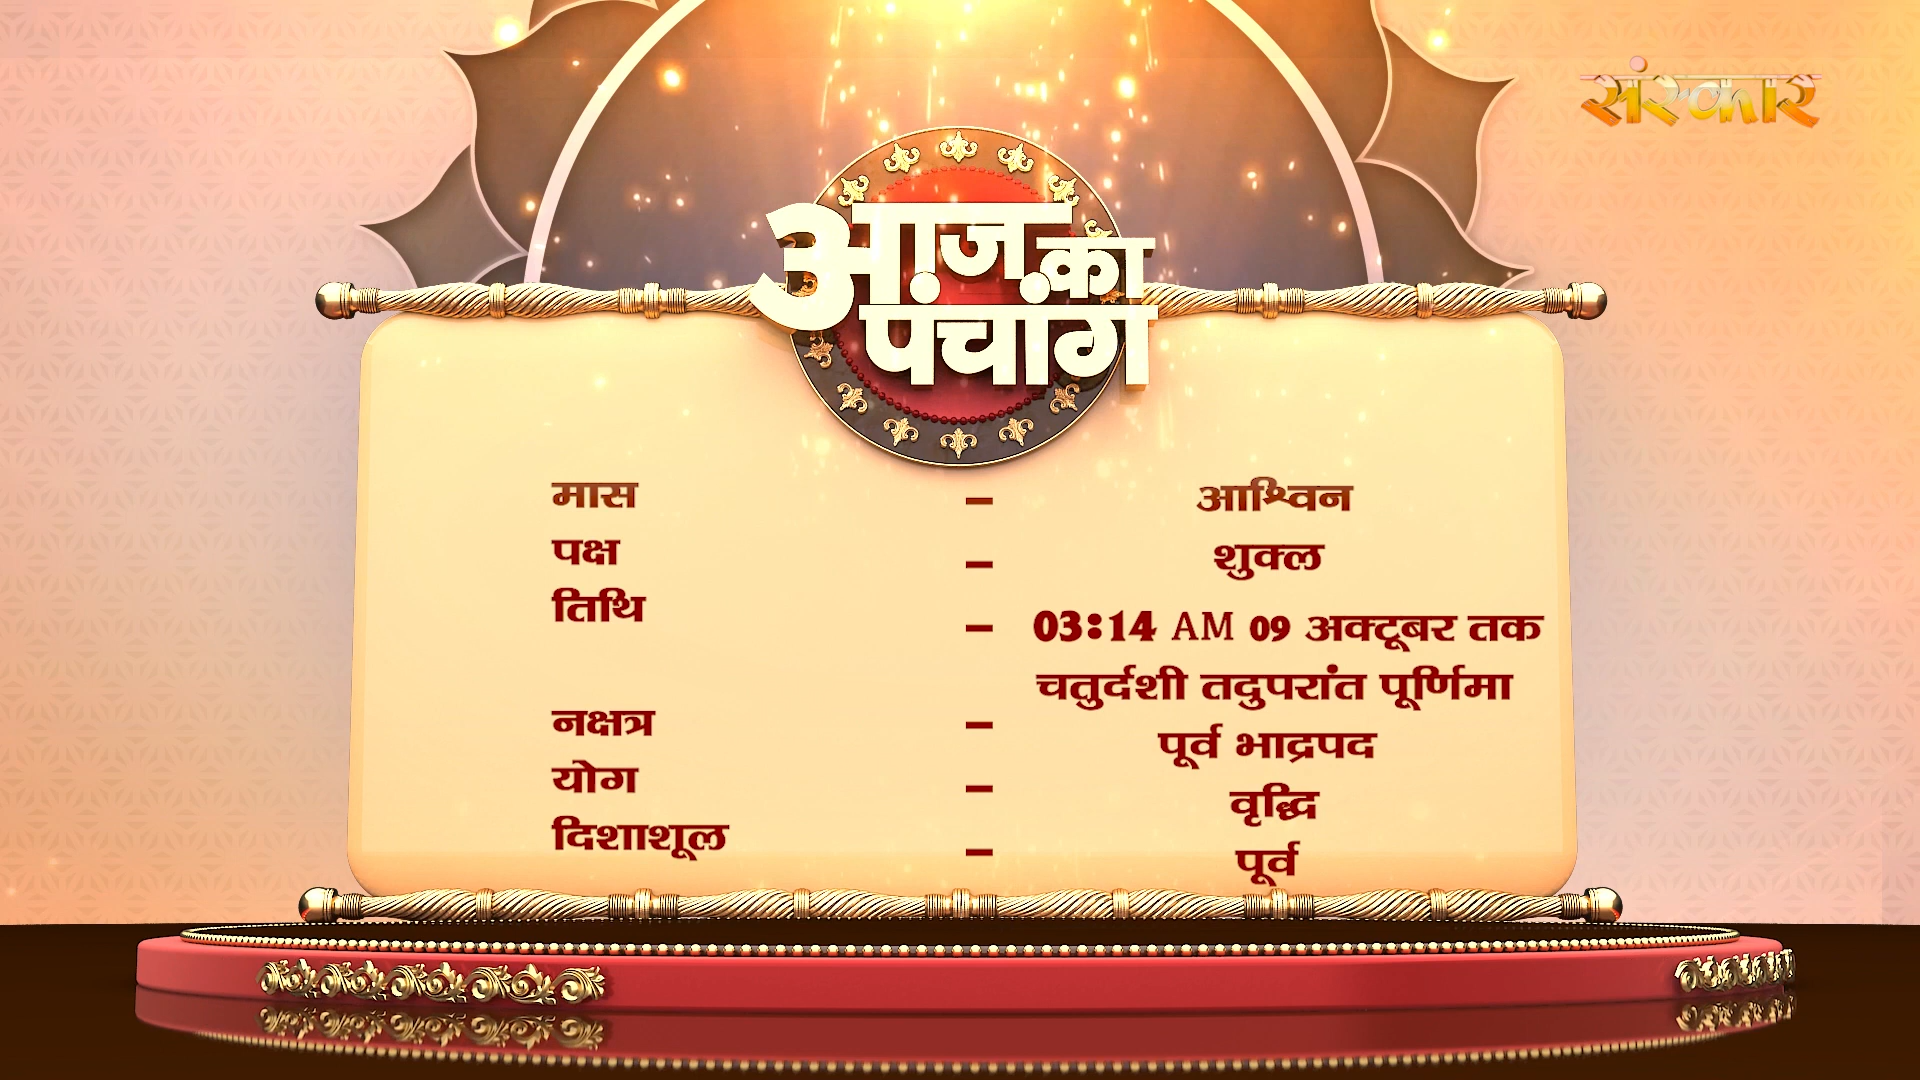 संस्कार
आज का
पंचांग
मास – आश्विन
पक्ष – शुक्ल
तिथि – 03:14 AM 09 अक्टूबर तक
चतुर्दशी तदुपरांत पूर्णिमा
नक्षत्र – पूर्व भाद्रपद
योग – वृद्धि
दिशाशूल – पूर्व